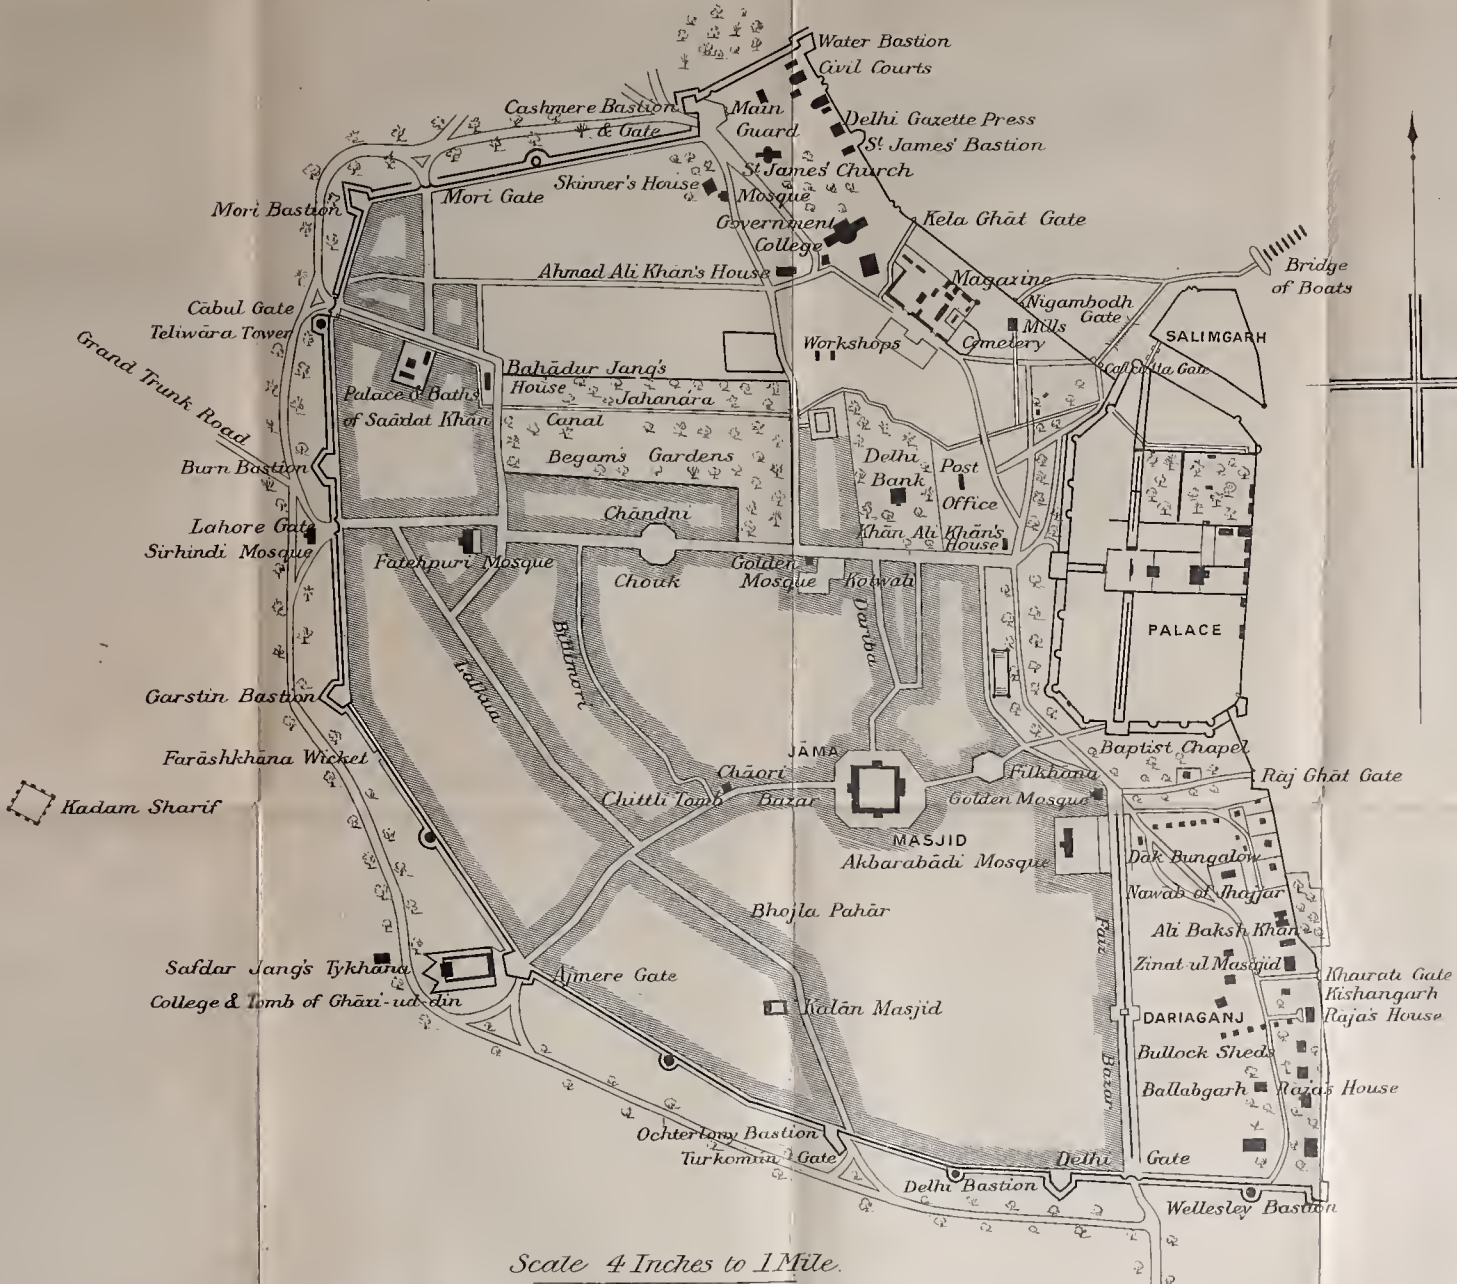 Water Bastion
Civil Courts
Cashmere Bastion
& Gate
Main
Guard
Delhi Gazette Press
St. James' Bastion
St. James' Church
Skinner's House
Mosque
Mori Gate
Mori Bastion
Government
College
Kela Ghāt Gate
Ahmad Ali Khān's House
Magazine
Bridge
of Boats
Nigambodh
Gate
Mills
Cābul Gate
Teliwāra Tower
Workshops
Cemetery
SALIMGARH
Calcutta Gate
Grand Trunk Road
Bahādur Jang's
House
Jahanara
Palace & Baths
of Saādat Khān
Canal
Begam's Gardens
Delhi
Bank
Post
Office
Burn Bastion
Lahore Gate
Sirhindi Mosque
Chāndni
Khān Ali Khān's
House
Fatehpuri Mosque
Chouk
Golden
Mosque
Kotwali
Dariba
PALACE
Lalkua
Garstin Bastion
Farāshkhāna Wicket
JĀMA
Baptist Chapel
Chāori
Filkhāna
Rāj Ghāt Gate
Kadam Sharif
Chittli Tomb
Bazar
Golden Mosque
MASJID
Akbarabādi Mosque
Dāk Bungalow
Nawāb of Jhajjar
Bhojla Pahār
Faiz
Ali Baksh Khān
Safdar Jang's Tykhāna
Ajmere Gate
Zinat ul Masajid
Khairati Gate
College & Tomb of Ghāzi-ud-din
Kishangarh
Kalān Masjid
DARIAGANJ
Raja's House
Bullock Sheds
Bazar
Ballabgarh Raja's House
Ochterlony Bastion
Turkomān Gate
Delhi Gate
Delhi Bastion
Wellesley Bastion
Scale 4 Inches to 1 Mile.